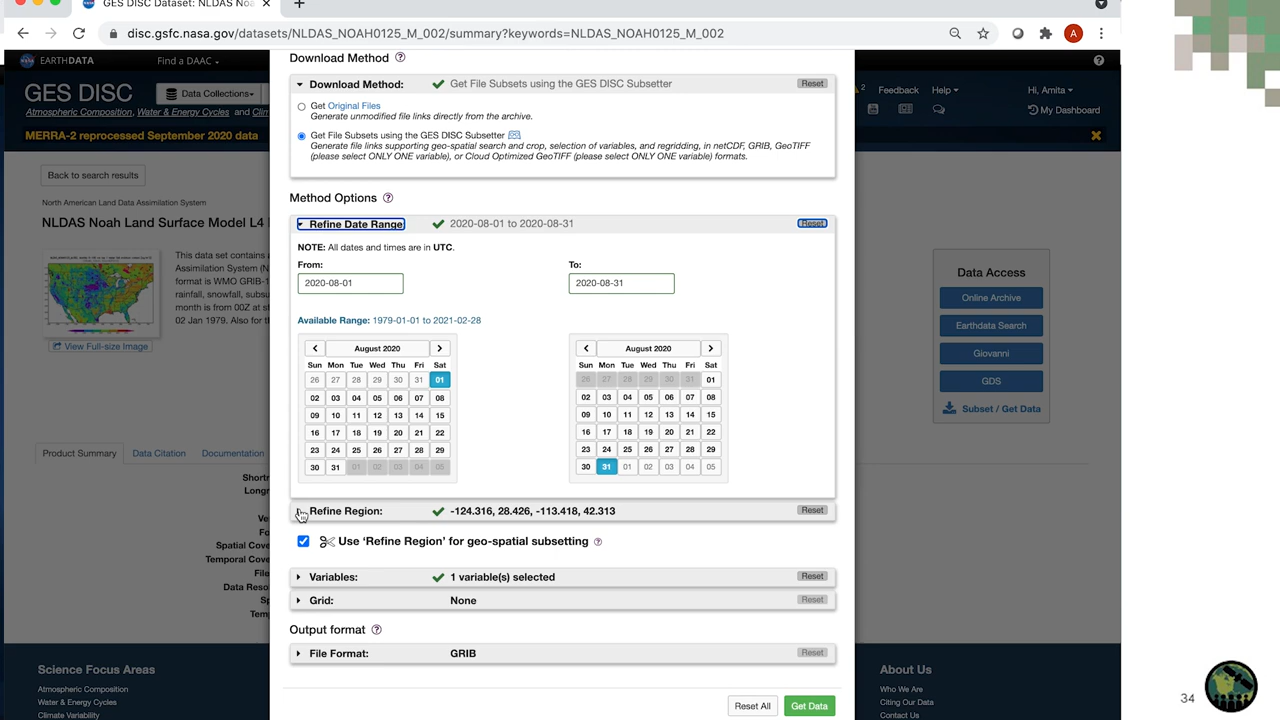 GES DISC Dataset: NLDAS Noa
disc.gsfc.nasa.gov/datasets/NLDAS_NOAH0125_M_002/summary?keywords=NLDAS_NOAH0125_M_002
A
EARTHDATA
Find a DAAC
GES DISC
Data Collections
Atmospheric Composition, Water & Energy Cycles and Clim
2
Feedback
Help
Hi, Amita
My Dashboard
MERRA-2 reprocessed September 2020 data
Back to search results
North American Land Data Assimilation System
NLDAS Noah Land Surface Model L4
This data set contains
Assimilation System (N
format is WMO GRIB-1
rainfall, snowfall, subsu
month is from 00Z at s
02 Jan 1979. Also for t
View Full-size Image
Product Summary
Data Citation
Documentation
Short
Long
Ve
Fo
Spatial Cove
Temporal Cove
File
Data Reso
Sp
Temp
Download Method
Download Method:
Get File Subsets using the GES DISC Subsetter
Reset
Get Original Files
Generate unmodified file links directly from the archive.
Get File Subsets using the GES DISC Subsetter
Generate file links supporting geo-spatial search and crop, selection of variables, and regridding, in netCDF, GRIB, GeoTIFF
(please select ONLY ONE variable), or Cloud Optimized GeoTIFF (please select ONLY ONE variable) formats.
Method Options
Refine Date Range
2020-08-01 to 2020-08-31
Reset
NOTE: All dates and times are in UTC.
From:
To:
2020-08-01
2020-08-31
Available Range: 1979-01-01 to 2021-02-28
August 2020
Sun Mon Tue Wed Thu Fri Sat
26 27 28 29 30 31 01
02 03 04 05 06 07 08
09 10 11 12 13 14 15
16 17 18 19 20 21 22
23 24 25 26 27 28 29
30 31 01 02 03 04 05
August 2020
Sun Mon Tue Wed Thu Fri Sat
26 27 28 29 30 31 01
02 03 04 05 06 07 08
09 10 11 12 13 14 15
16 17 18 19 20 21 22
23 24 25 26 27 28 29
30 31 01 02 03 04 05
Refine Region:
-124.316, 28.426, -113.418, 42.313
Reset
Use ‘Refine Region’ for geo-spatial subsetting
Variables:
1 variable(s) selected
Reset
Grid:
None
Reset
Output format
File Format:
GRIB
Reset
Reset All
Get Data
Data Access
Online Archive
Earthdata Search
Giovanni
GDS
Subset / Get Data
Science Focus Areas
Atmospheric Composition
Water & Energy Cycles
Climate Variability
About Us
Who We Are
Citing Our Data
Contact Us
34